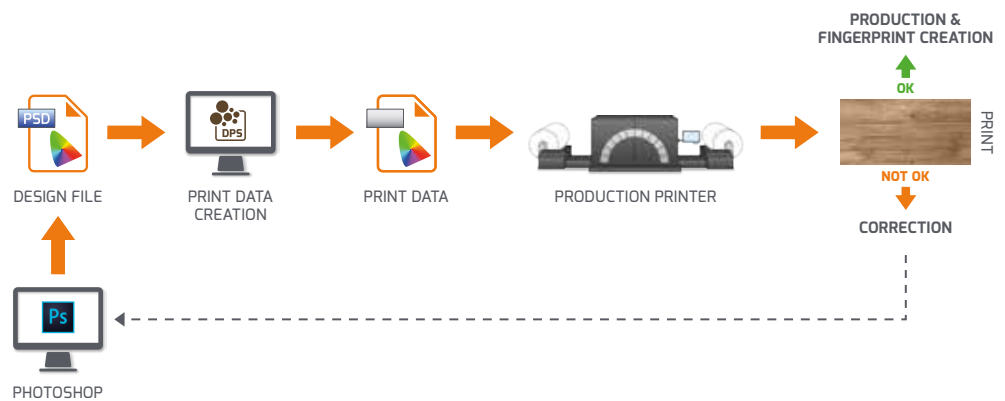 PRODUCTION &
FINGERPRINT CREATION
OK
PSD
DPS
PRINT
NOT OK
DESIGN FILE
PRINT DATA
CREATION
PRINT DATA
PRODUCTION PRINTER
CORRECTION
Ps
PHOTOSHOP